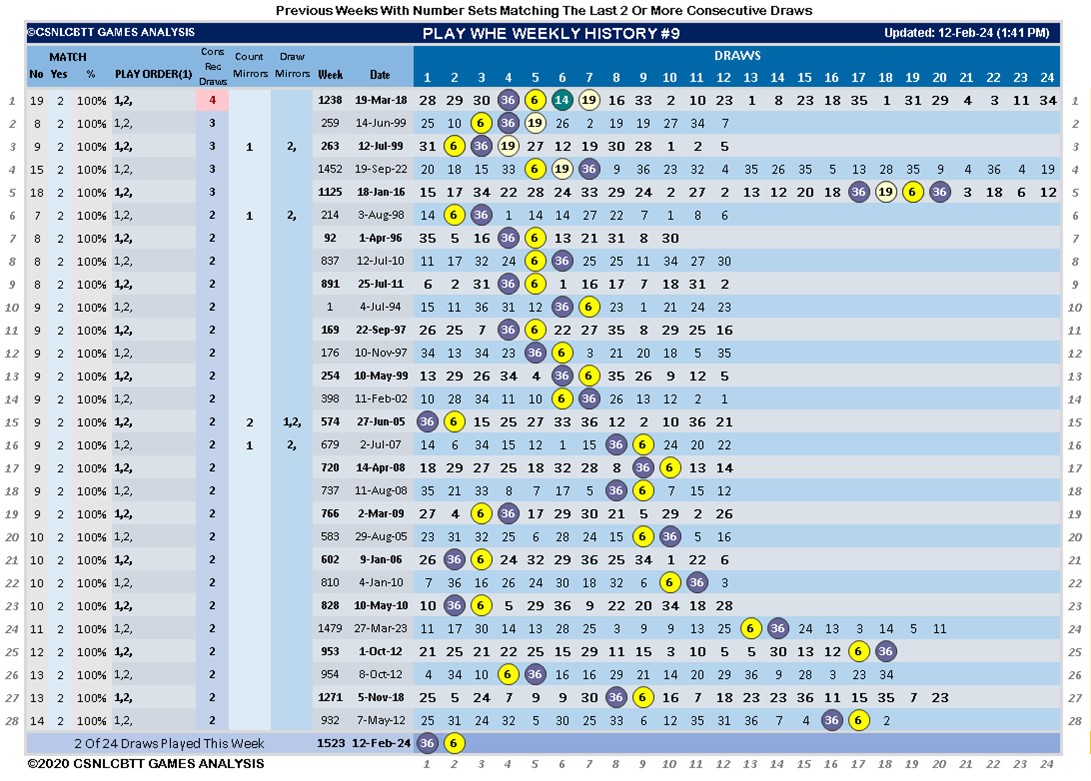 Previous Weeks With Number Sets Matching The Last 2 Or More Consecutive Draws
©CSNLCBTT GAMES ANALYSIS PLAY WHE WEEKLY HISTORY #9 Updated: 12-Feb-24 (1:41 PM)
MATCH Cons Rec Draws Count Mirrors Draw Mirrors DRAWS
No Yes % PLAY ORDER(1) Week Date 1 2 3 4 5 6 7 8 9 10 11 12 13 14 15 16 17 18 19 20 21 22 23 24
1 19 2 100% 1,2, 4 1238 19-Mar-18 28 29 30 36 6 14 19 16 33 2 10 23 1 8 23 18 35 1 31 29 4 3 11 34 1
2 8 2 100% 1,2, 3 259 14-Jun-99 25 10 6 36 19 26 2 19 19 27 34 7 2
3 9 2 100% 1,2, 3 1 2, 263 12-Jul-99 31 6 36 19 27 12 19 30 28 1 2 5 3
4 15 2 100% 1,2, 3 1452 19-Sep-22 20 18 15 33 6 19 36 9 36 23 32 4 35 26 35 5 13 28 35 9 4 36 4 19 4
5 18 2 100% 1,2, 3 1125 18-Jan-16 15 17 34 22 28 24 33 29 24 2 27 2 13 12 20 18 36 19 6 36 3 18 6 12 5
6 7 2 100% 1,2, 2 1 2, 214 3-Aug-98 14 6 36 1 14 14 27 22 7 1 8 6 6
7 8 2 100% 1,2, 2 92 1-Apr-96 35 5 16 36 6 13 21 31 8 30 7
8 8 2 100% 1,2, 2 837 12-Jul-10 11 17 32 24 6 36 25 25 11 34 27 30 8
9 8 2 100% 1,2, 2 891 25-Jul-11 6 2 31 36 6 1 16 17 7 18 31 2 9
10 9 2 100% 1,2, 2 1 4-Jul-94 15 11 36 31 12 36 6 23 1 21 24 23 10
11 9 2 100% 1,2, 2 169 22-Sep-97 26 25 7 36 6 22 27 35 8 29 25 16 11
12 9 2 100% 1,2, 2 176 10-Nov-97 34 13 34 23 36 6 3 21 20 18 5 35 12
13 9 2 100% 1,2, 2 254 10-May-99 13 29 26 34 4 36 6 35 26 9 12 5 13
14 9 2 100% 1,2, 2 398 11-Feb-02 10 28 34 11 10 6 36 26 13 12 2 1 14
15 9 2 100% 1,2, 2 2 1,2, 574 27-Jun-05 36 6 15 25 27 33 36 12 2 10 36 21 15
16 9 2 100% 1,2, 2 1 2, 679 2-Jul-07 14 6 34 15 12 1 15 36 6 24 20 22 16
17 9 2 100% 1,2, 2 720 14-Apr-08 18 29 27 25 18 32 28 8 36 6 13 14 17
18 9 2 100% 1,2, 2 737 11-Aug-08 35 21 33 8 7 17 5 36 6 7 15 12 18
19 9 2 100% 1,2, 2 766 2-Mar-09 27 4 6 36 17 29 30 21 5 29 2 26 19
20 10 2 100% 1,2, 2 583 29-Aug-05 23 31 32 25 6 28 24 15 6 36 5 16 20
21 10 2 100% 1,2, 2 602 9-Jan-06 26 36 6 24 32 29 36 9 34 1 22 6 21
22 10 2 100% 1,2, 2 810 4-Jan-10 7 36 16 26 24 30 18 32 6 6 36 3 22
23 10 2 100% 1,2, 2 828 10-May-10 10 36 6 5 29 36 9 22 20 34 18 28 23
24 11 2 100% 1,2, 2 1479 27-Mar-23 11 17 30 14 13 28 25 3 9 9 13 25 6 36 24 13 3 14 5 11 24
25 12 2 100% 1,2, 2 953 1-Oct-12 21 25 21 22 25 15 29 11 15 3 10 5 5 30 13 12 6 36 25
26 13 2 100% 1,2, 2 954 8-Oct-12 4 34 10 6 36 16 16 29 21 14 20 29 36 9 28 3 23 34 26
27 13 2 100% 1,2, 2 1271 5-Nov-18 25 5 24 7 9 9 30 36 6 16 7 18 23 23 36 11 15 35 7 23 27
28 14 2 100% 1,2, 2 932 7-May-12 25 31 24 32 5 30 25 33 6 12 35 31 36 7 4 36 6 2 28
2 Of 24 Draws Played This Week 1523 12-Feb-24 36 6
©2020 CSNLCBTT GAMES ANALYSIS 1 2 3 4 5 6 7 8 9 10 11 12 13 14 15 16 17 18 19 20 21 22 23 24